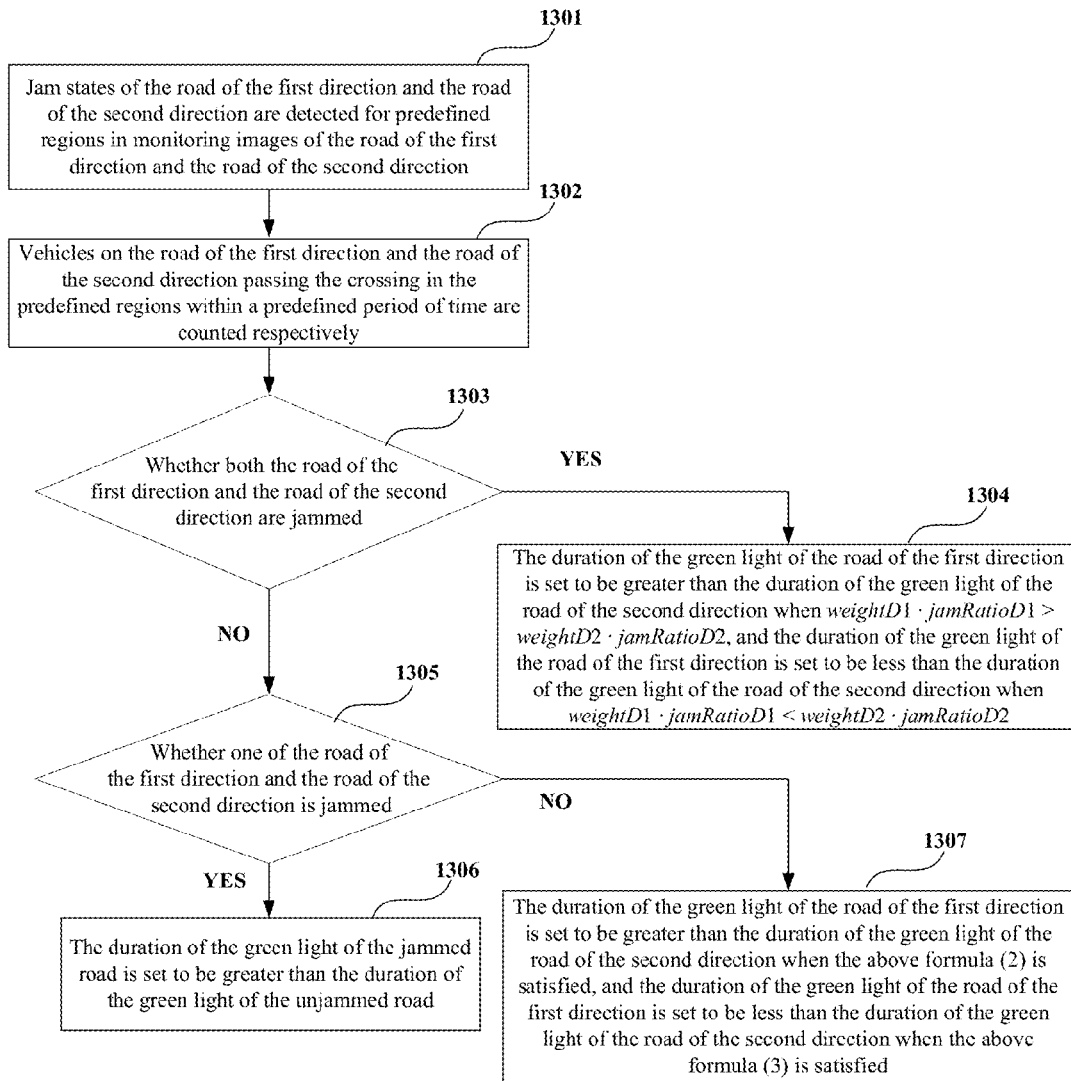 1301
Jam states of the road of the first direction and the road
of the second direction are detected for predefined
regions in monitoring images of the road of the first
direction and the road of the second direction
1302
Vehicles on the road of the first direction and the road of
the second direction passing the crossing in the
predefined regions within a predefined period of time are
counted respectively
1303
Whether both the road of the
first direction and the road of the second
direction are jammed
YES
1304
The duration of the green light of the road of the first direction
is set to be greater than the duration of the green light of the
road of the second direction when weightD1 · jamRatioD1 >
weightD2 · jamRatioD2, and the duration of the green light of
the road of the first direction is set to be less than the duration
of the green light of the road of the second direction when
weightD1 · jamRatioD1 < weightD2 · jamRatioD2
NO
1305
Whether one of the road of
the first direction and the road of the
second direction is jammed
NO
YES
1306
The duration of the green light of the jammed
road is set to be greater than the duration of
the green light of the unjammed road
1307
The duration of the green light of the road of the first direction
is set to be greater than the duration of the green light of the
road of the second direction when the above formula (2) is
satisfied, and the duration of the green light of the road of the
first direction is set to be less than the duration of the green
light of the road of the second direction when the above
formula (3) is satisfied